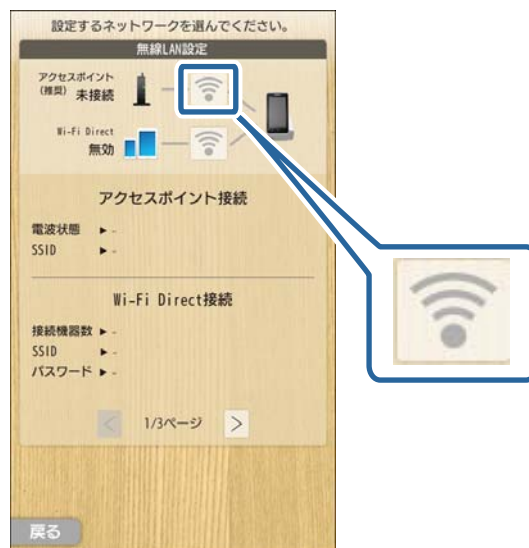 設定するネットワークを選んでください。
無線LAN設定
アクセスポイント
(推奨) 未接続
Wi-Fi Direct
無効
アクセスポイント接続
電波状態 ▶ -
SSID ▶ -
Wi-Fi Direct接続
接続機器数 ▶ -
SSID ▶ -
パスワード ▶ -
< 1/3ページ >
戻る